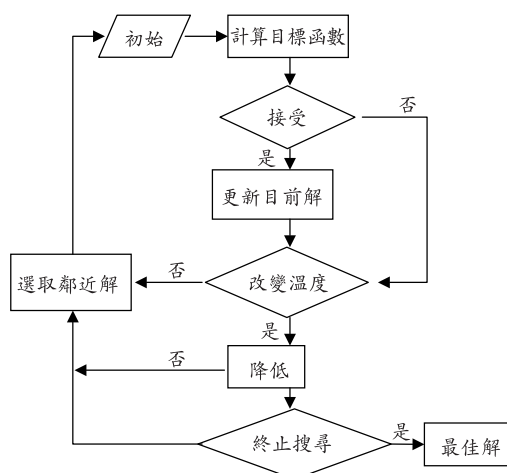 初始
計算目標函數
接受
否
是
更新目前解
選取鄰近解
否
改變溫度
是
否
降低
終止搜尋
是
最佳解